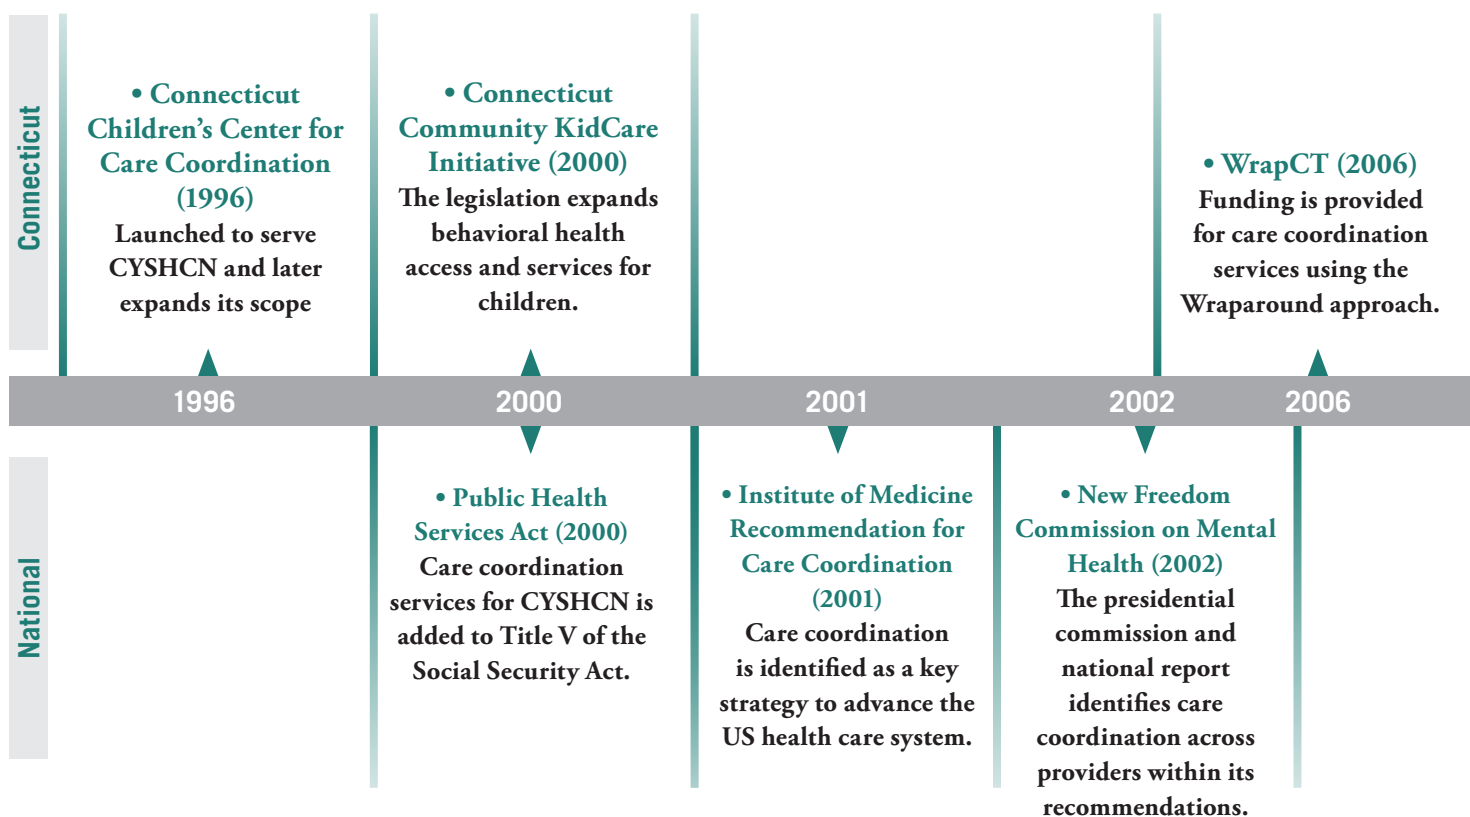 Connecticut
• Connecticut
Children’s Center for
Care Coordination
(1996)
Launched to serve
CYSHCN and later
expands its scope
• Connecticut
Community KidCare
Initiative (2000)
The legislation expands
behavioral health
access and services for
children.
• WrapCT (2006)
Funding is provided
for care coordination
services using the
Wraparound approach.
1996
2000
2001
2002
2006
National
• Public Health
Services Act (2000)
Care coordination
services for CYSHCN is
added to Title V of the
Social Security Act.
• Institute of Medicine
Recommendation for
Care Coordination
(2001)
Care coordination
is identified as a key
strategy to advance the
US health care system.
• New Freedom
Commission on Mental
Health (2002)
The presidential
commission and
national report
identifies care
coordination across
providers within its
recommendations.